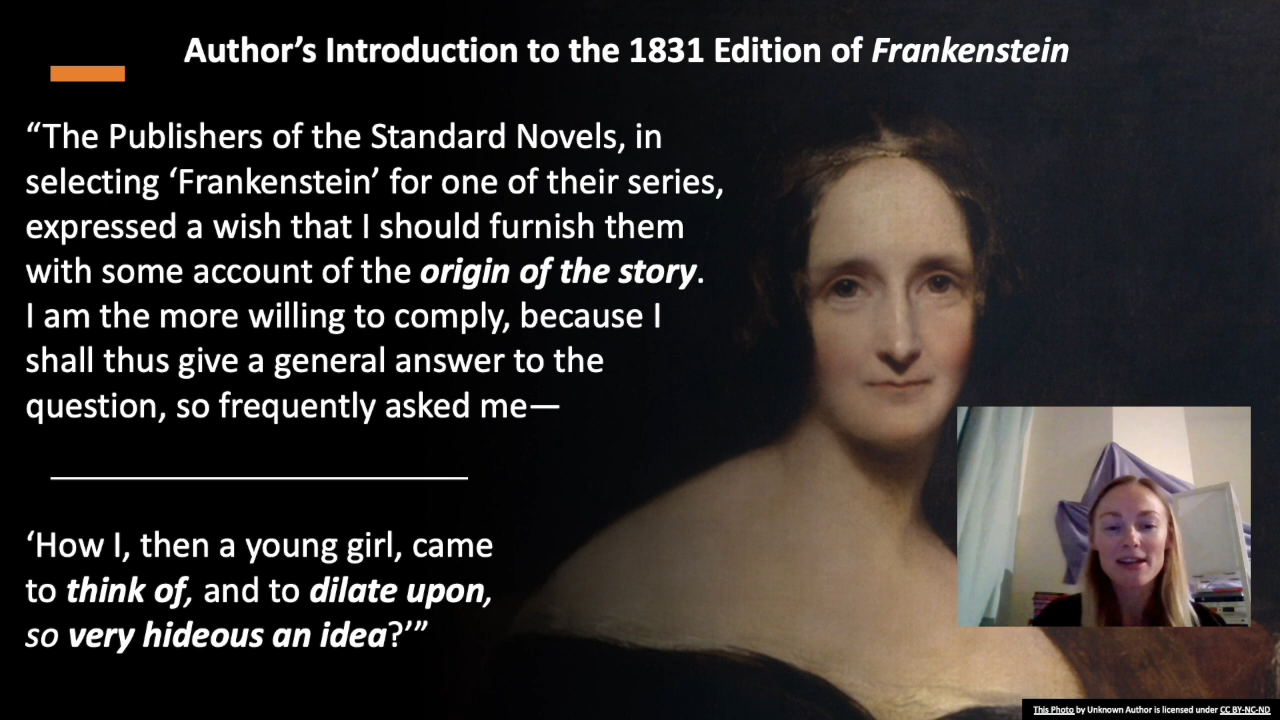 Author’s Introduction to the 1831 Edition of Frankenstein
“The Publishers of the Standard Novels, in
selecting ‘Frankenstein’ for one of their series,
expressed a wish that I should furnish them
with some account of the origin of the story.
I am the more willing to comply, because I
shall thus give a general answer to the
question, so frequently asked me—
‘How I, then a young girl, came
to think of, and to dilate upon,
so very hideous an idea?’”
This Photo by Unknown Author is licensed under CC BY-NC-ND